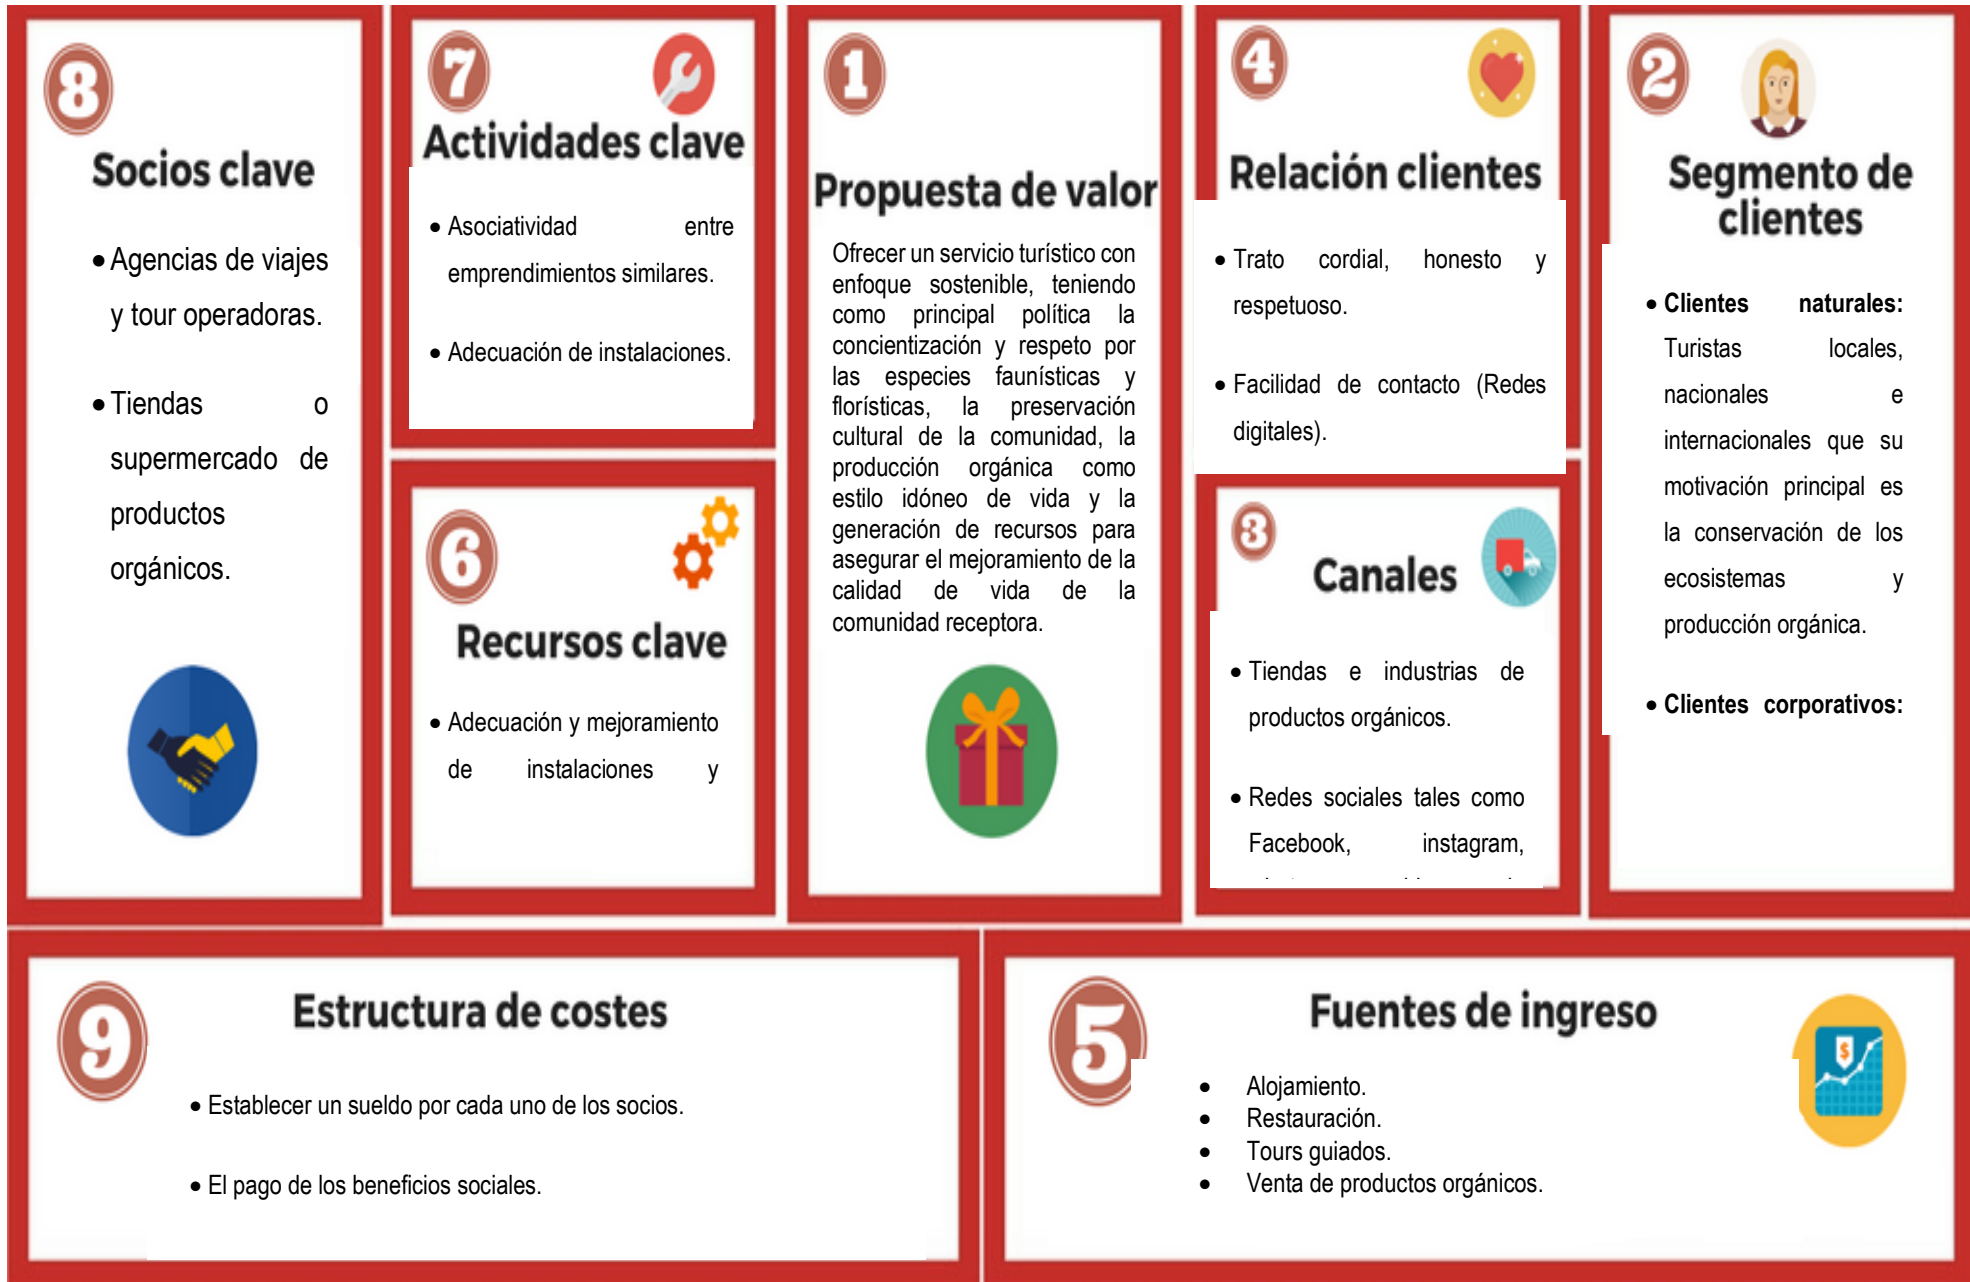 8
Socios clave
• Agencias de viajes
y tour operadoras.
• Tiendas o
supermercado de
productos
orgánicos.
7
Actividades clave
• Asociatividad entre
emprendimientos similares.
• Adecuación de instalaciones.
6
Recursos clave
• Adecuación y mejoramiento
de instalaciones y
1
Propuesta de valor
Ofrecer un servicio turístico con
enfoque sostenible, teniendo
como principal política la
concientización y respeto por
las especies faunísticas y
florísticas, la preservación
cultural de la comunidad, la
producción orgánica como
estilo idóneo de vida y la
generación de recursos para
asegurar el mejoramiento de la
calidad de vida de la
comunidad receptora.
4
Relación clientes
• Trato cordial, honesto y
respetuoso.
• Facilidad de contacto (Redes
digitales).
3
Canales
• Tiendas e industrias de
productos orgánicos.
• Redes sociales tales como
Facebook, instagram,
2
Segmento de
clientes
• Clientes naturales:
Turistas locales,
nacionales e
internacionales que su
motivación principal es
la conservación de los
ecosistemas y
producción orgánica.
• Clientes corporativos:
9
Estructura de costes
• Establecer un sueldo por cada uno de los socios.
• El pago de los beneficios sociales.
5
Fuentes de ingreso
$
• Alojamiento.
• Restauración.
• Tours guiados.
• Venta de productos orgánicos.